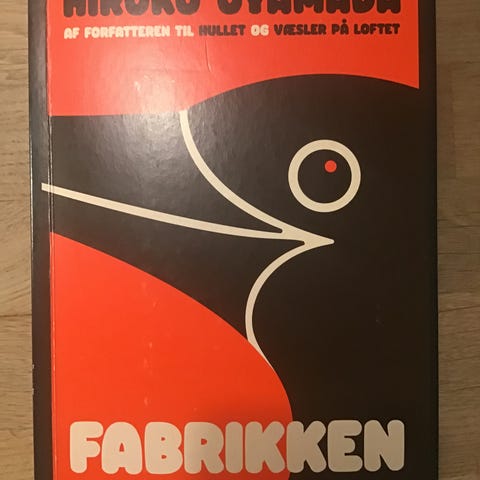 HIROKO OYAMADA
AF FORFATTEREN TIL HULLET OG VÆSLER PÅ LOFTET
FABRIKKEN